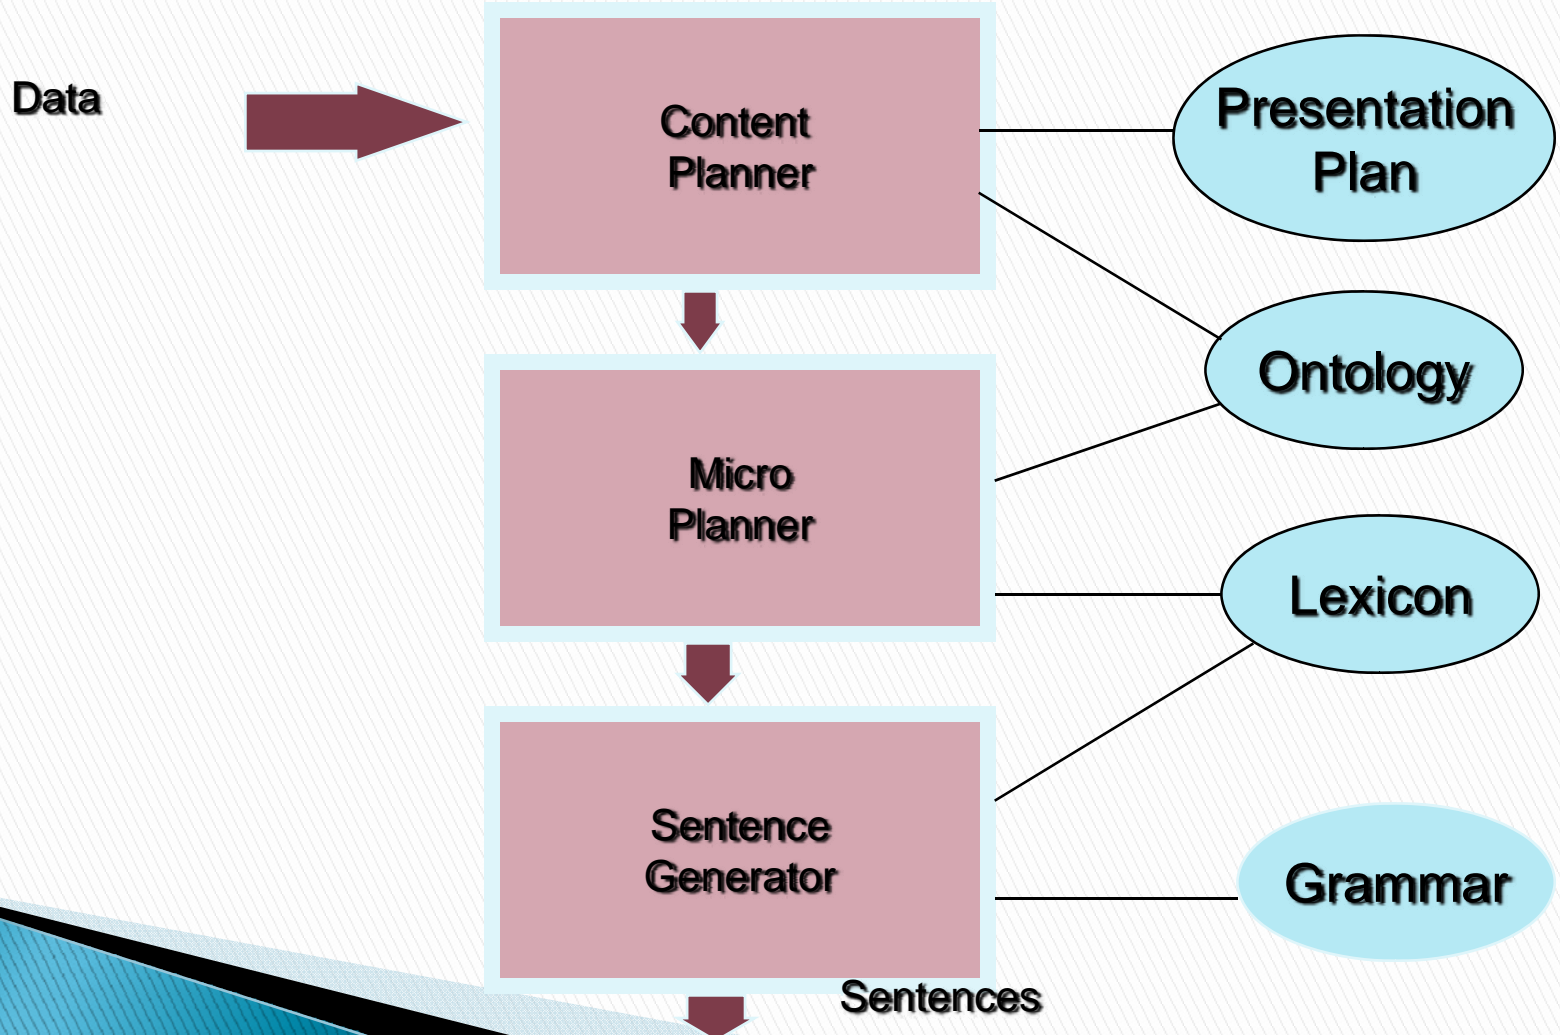 Data
Content
Planner
Presentation
Plan
Ontology
Micro
Planner
Lexicon
Sentence
Generator
Grammar
Sentences